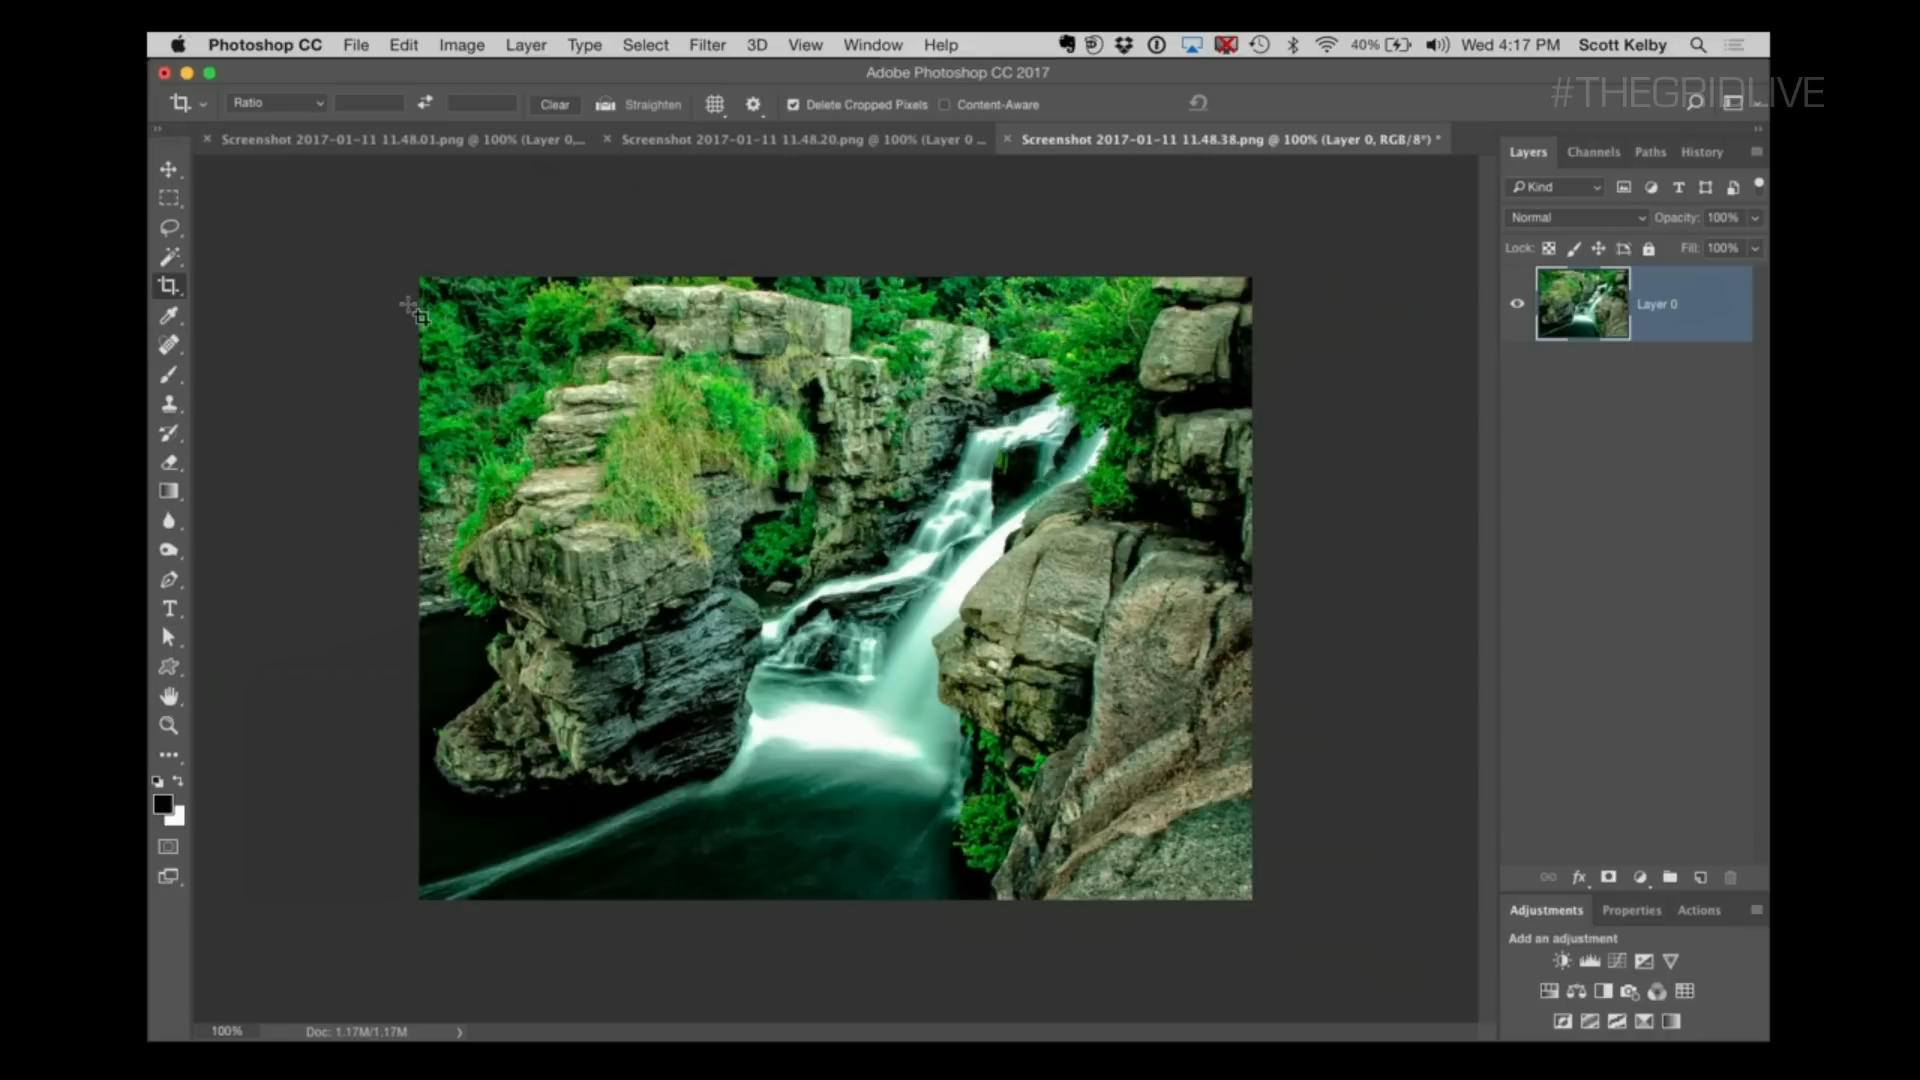 Photoshop CC File Edit Image Layer Type Select Filter 3D View Window Help 40% Wed 4:17 PM Scott Kelby
Adobe Photoshop CC 2017
#THEGRIDLIVE
Ratio Clear Straighten Delete Cropped Pixels Content-Aware
Screenshot 2017-01-11 11.48.01.png @ 100% (Layer 0,... Screenshot 2017-01-11 11.48.20.png @ 100% (Layer 0 ... Screenshot 2017-01-11 11.48.38.png @ 100% (Layer 0, RGB/8*) *
Layers Channels Paths History
Kind
Normal Opacity: 100%
Lock: Fill: 100%
Layer 0
fx
Adjustments Properties Actions
Add an adjustment
100% Doc: 1.17M/1.17M